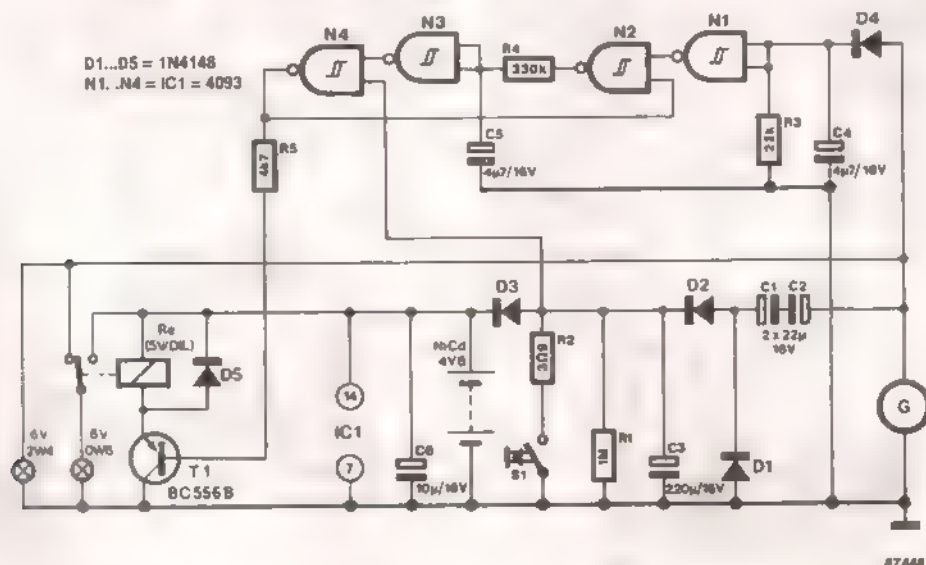 D1...D5 = 1N4148
N1. .N4 = IC1 = 4093
N4
N3
N2
N1
D4
R4
330k
R5
4k7
C5
4µ7/16V
R3
C4
4µ7/16V
D3
D2
C1 C2
2 x 22µ
16V
Re
(5V DIL)
D5
NiCd
4V8
R2
3Ω9
G
14
IC1
7
6V
2W4
6V
0W6
T1
BC556B
C6
10µ/16V
S1
R1
1M
C3
220µ/16V
D1